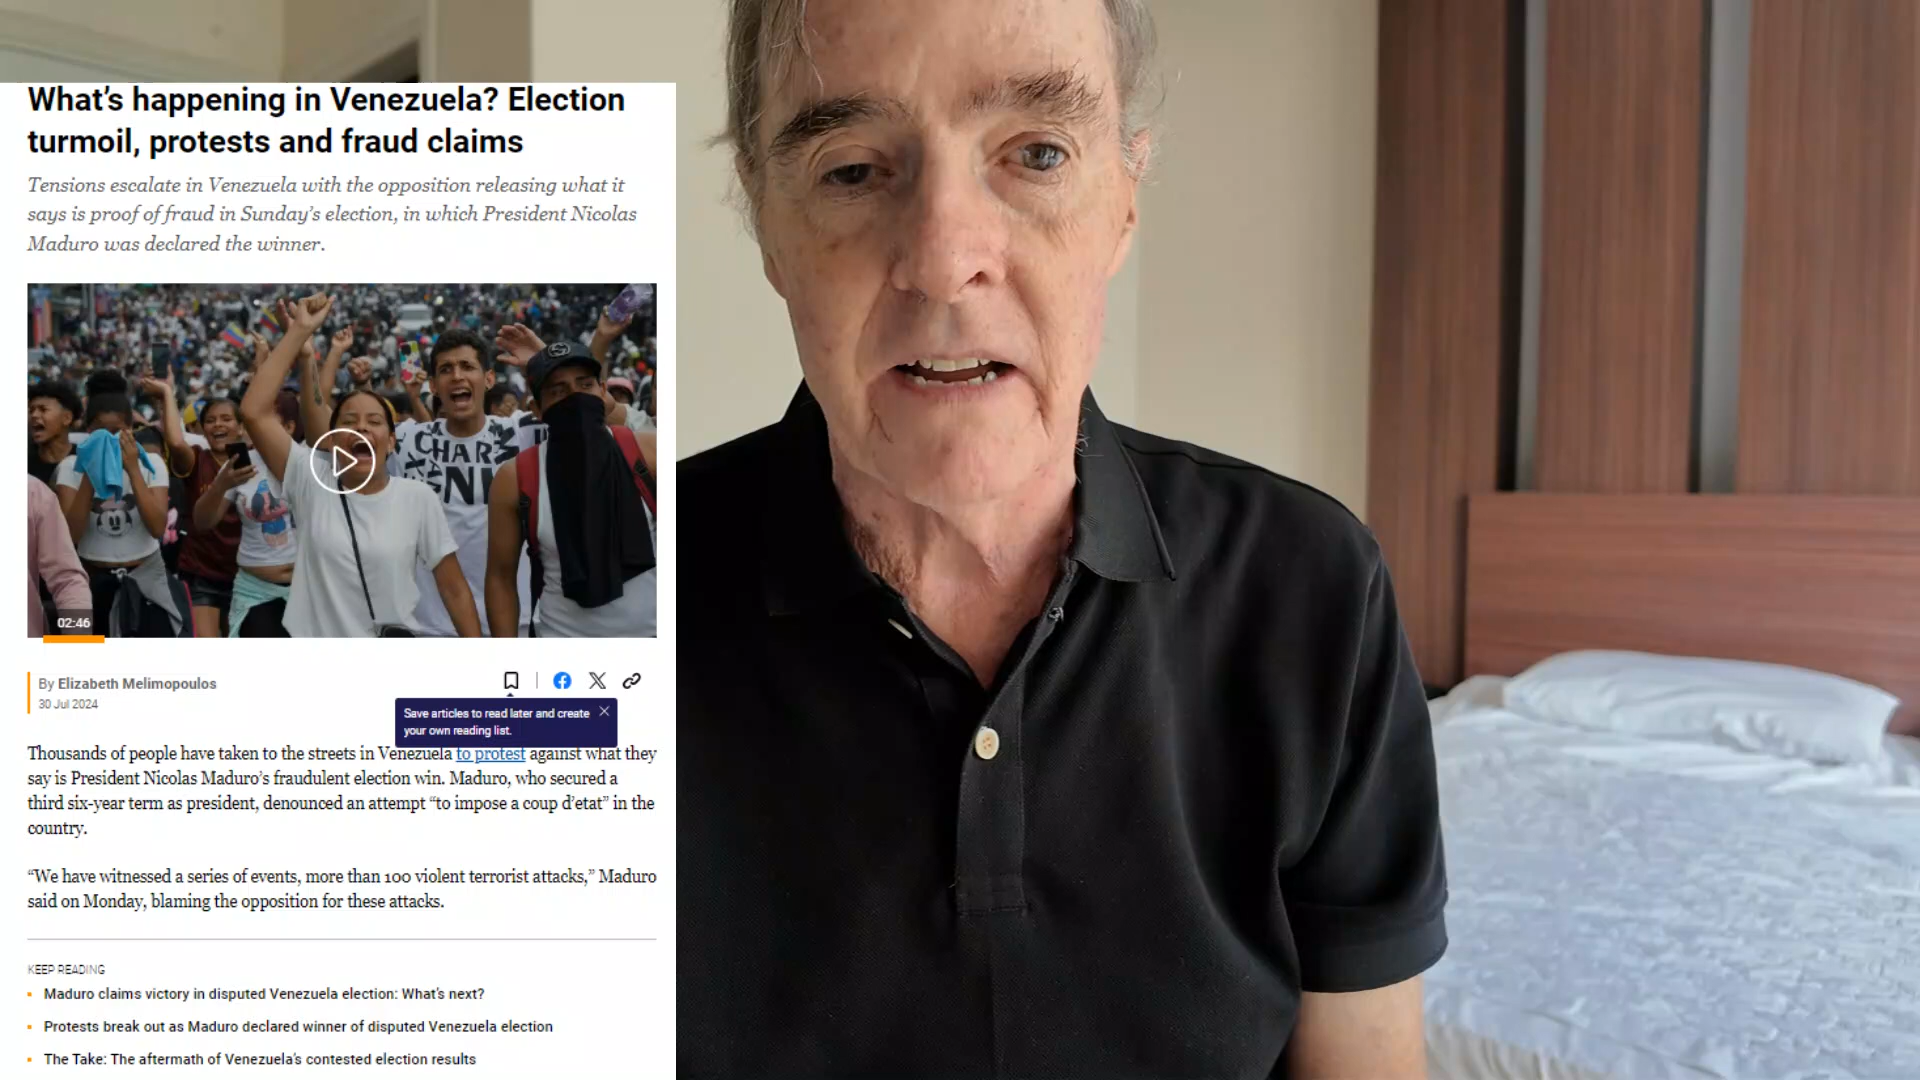 What's happening in Venezuela? Election
turmoil, protests and fraud claims
Tensions escalate in Venezuela with the opposition releasing what it
says is proof of fraud in Sunday's election, in which President Nicolas
Maduro was declared the winner.
CHAR
NI
02:46
By Elizabeth Melimopoulos
30 Jul 2024
Save articles to read later and create
your own reading list.
Thousands of people have taken to the streets in Venezuela to protest against what they
say is President Nicolas Maduro's fraudulent election win. Maduro, who secured a
third six-year term as president, denounced an attempt “to impose a coup d'etat” in the
country.
“We have witnessed a series of events, more than 100 violent terrorist attacks,” Maduro
said on Monday, blaming the opposition for these attacks.
KEEP READING
Maduro claims victory in disputed Venezuela election: What's next?
Protests break out as Maduro declared winner of disputed Venezuela election
The Take: The aftermath of Venezuela's contested election results